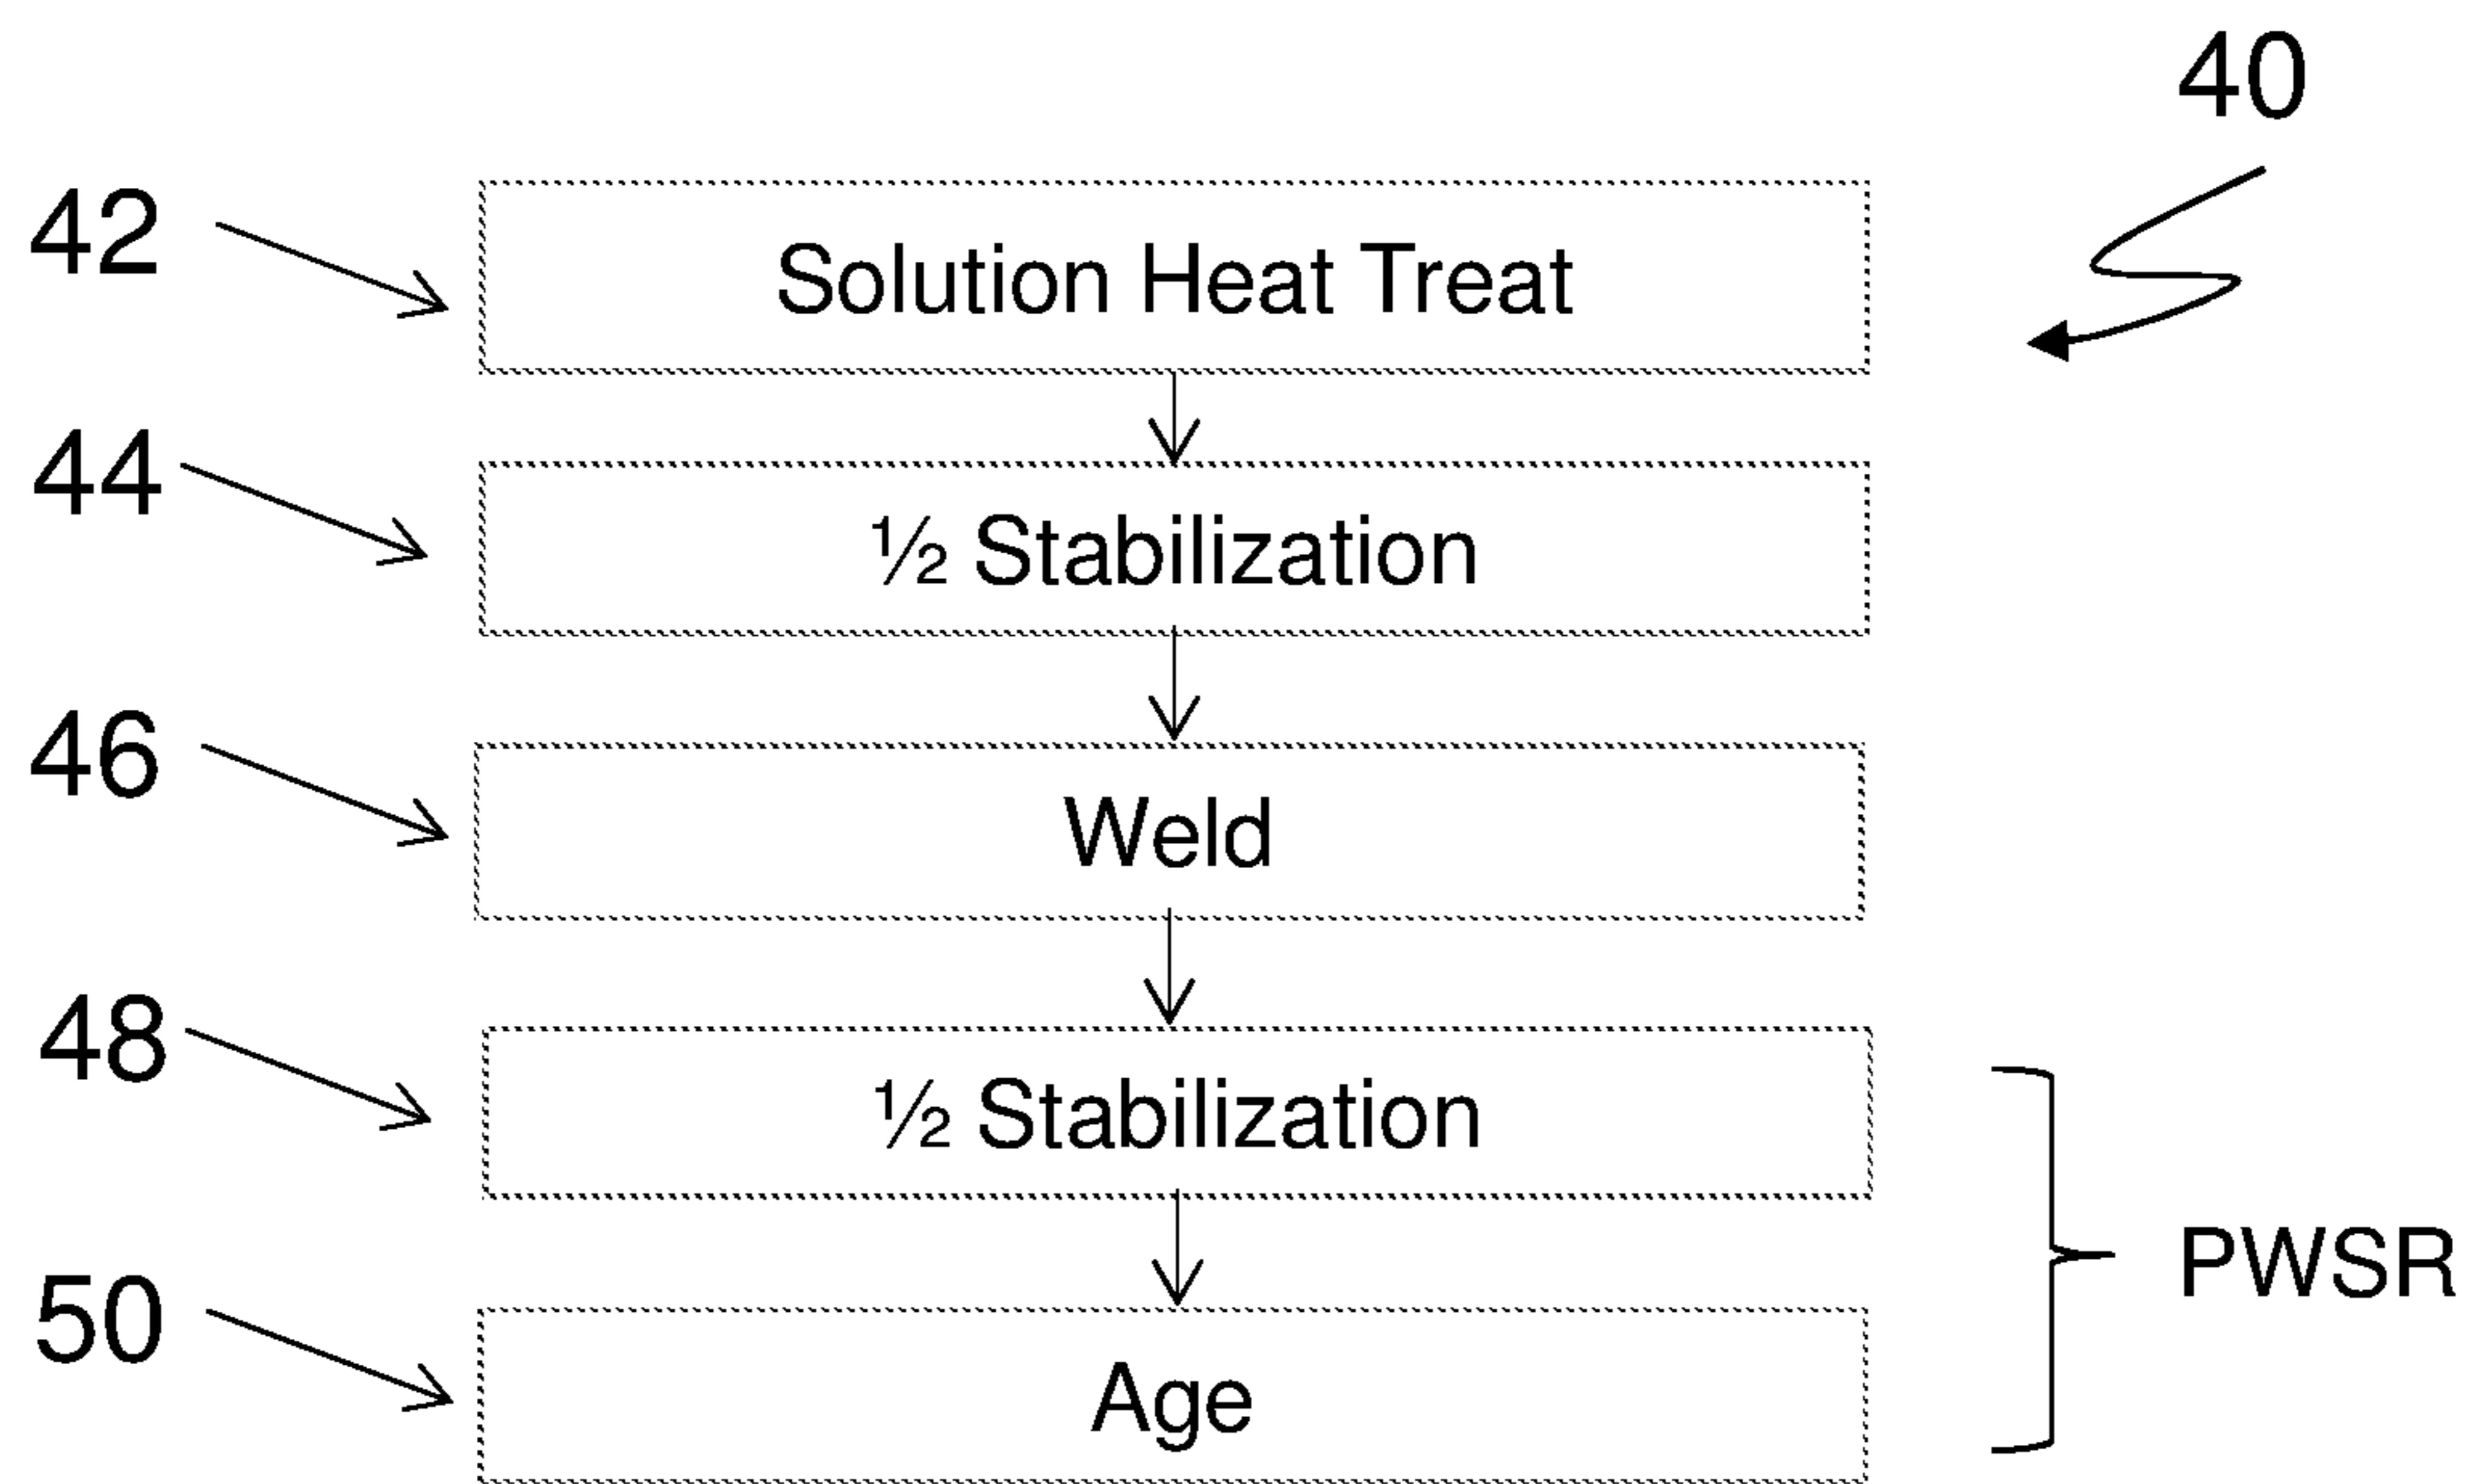 40
42
Solution Heat Treat
44
½ Stabilization
46
Weld
48
½ Stabilization
PWSR
50
Age